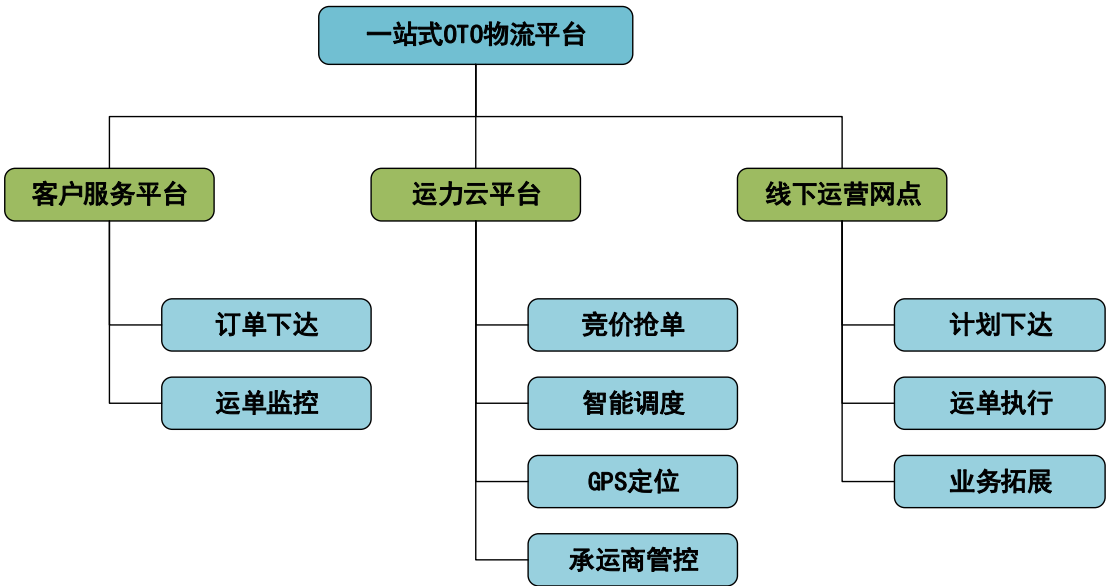 一站式OTO物流平台
客户服务平台
运力云平台
线下运营网点
订单下达
竞价抢单
计划下达
运单监控
智能调度
运单执行
GPS定位
业务拓展
承运商管控